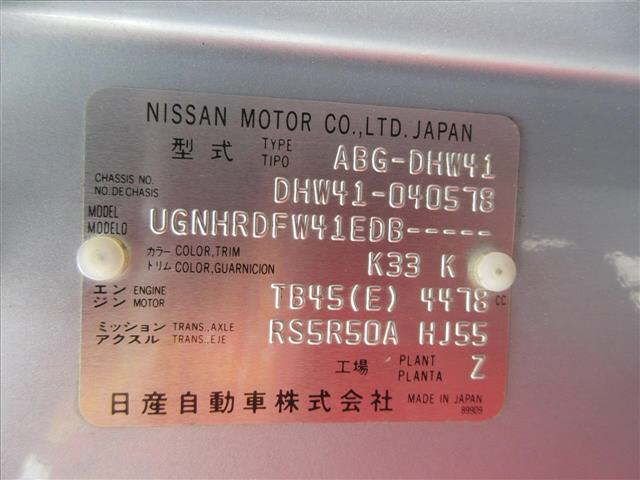 NISSAN MOTOR CO.,LTD. JAPAN
型式 TYPE TIPO ABG-DHW41
CHASSIS NO.
NO. DE CHASIS DHW41-040578
MODEL
MODELO UGNHRDFW41EDB-----
カラー COLOR,TRIM
トリム COLOR,GUARNICION K33 K
エン ENGINE
ジン MOTOR TB45(E) 4478 CC
ミッション TRANS.,AXLE
アクスル TRANS.,EJE RS5R50A HJ55
工場 PLANT PLANTA Z
日産自動車株式会社 MADE IN JAPAN
89909